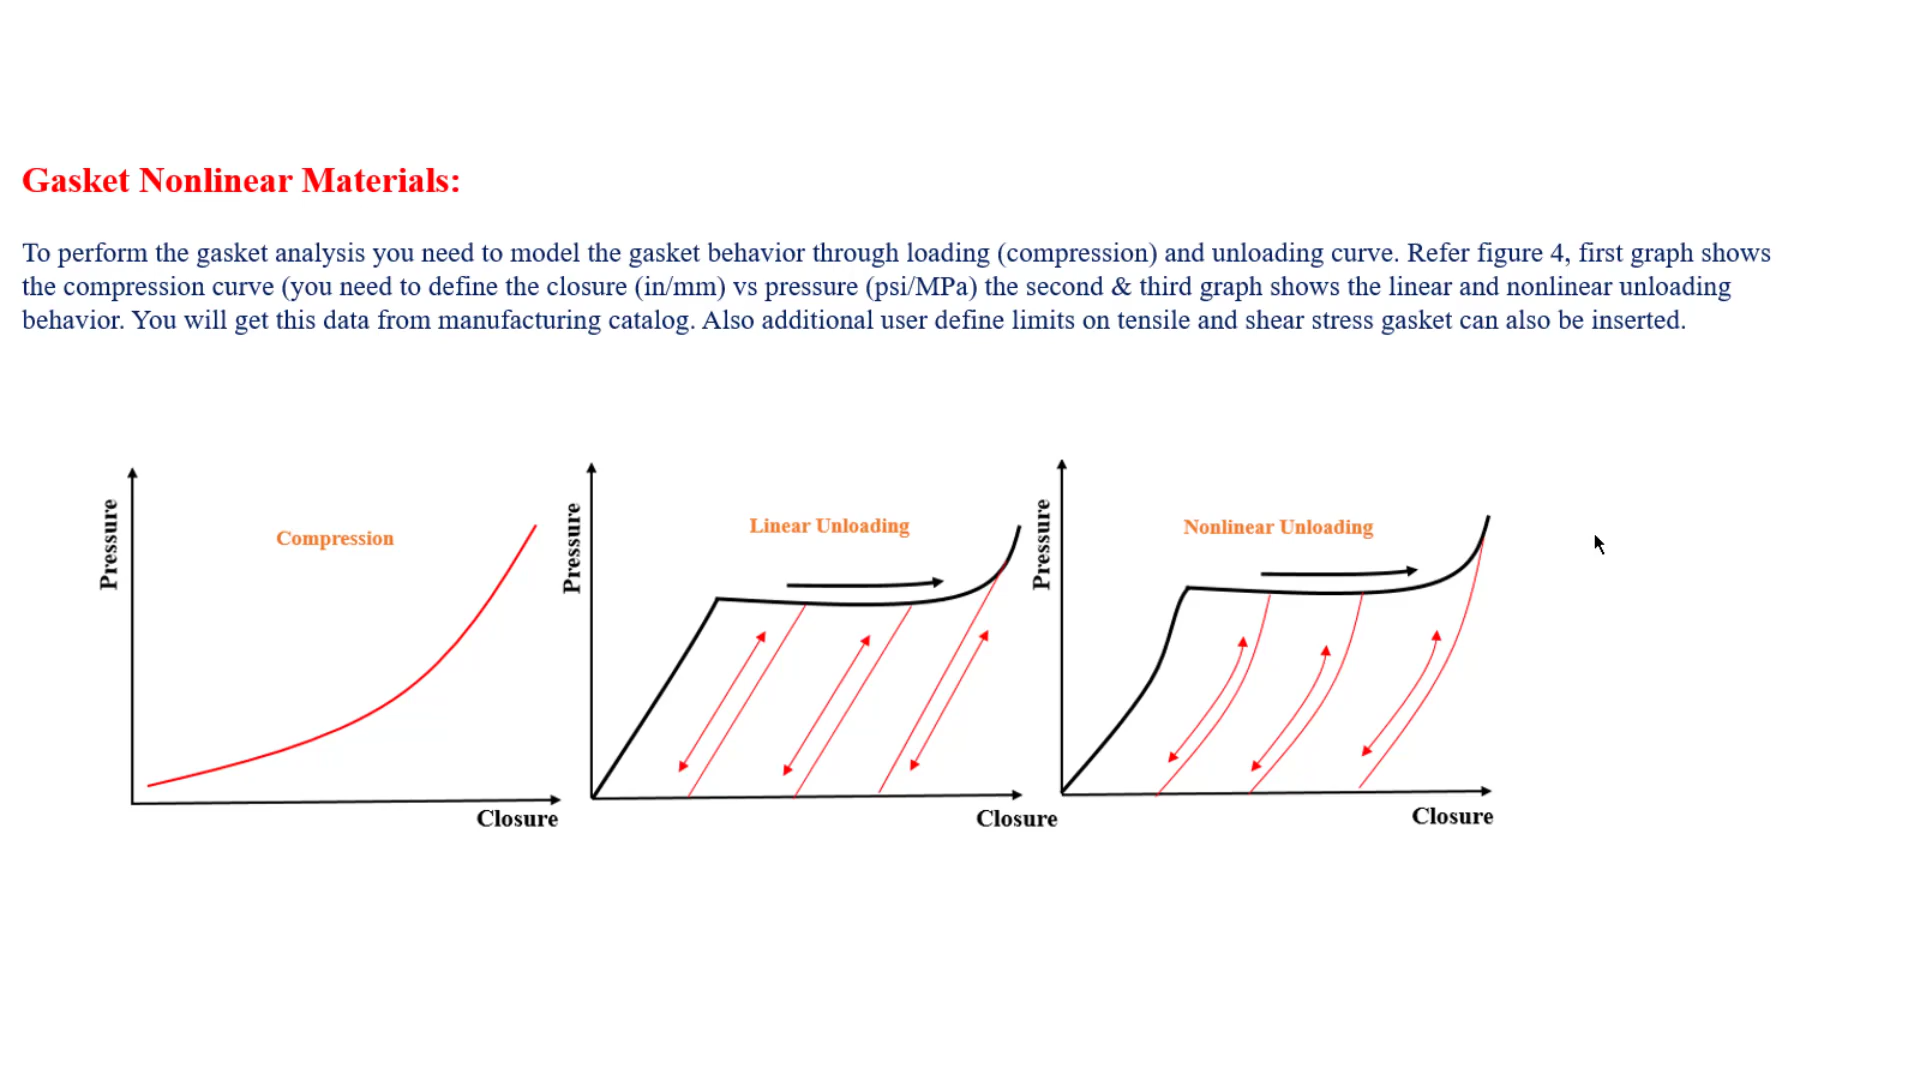 Gasket Nonlinear Materials:
To perform the gasket analysis you need to model the gasket behavior through loading (compression) and unloading curve. Refer figure 4, first graph shows
the compression curve (you need to define the closure (in/mm) vs pressure (psi/MPa) the second & third graph shows the linear and nonlinear unloading
behavior. You will get this data from manufacturing catalog. Also additional user define limits on tensile and shear stress gasket can also be inserted.
Pressure
Compression
Closure
Pressure
Linear Unloading
Closure
Pressure
Nonlinear Unloading
Closure